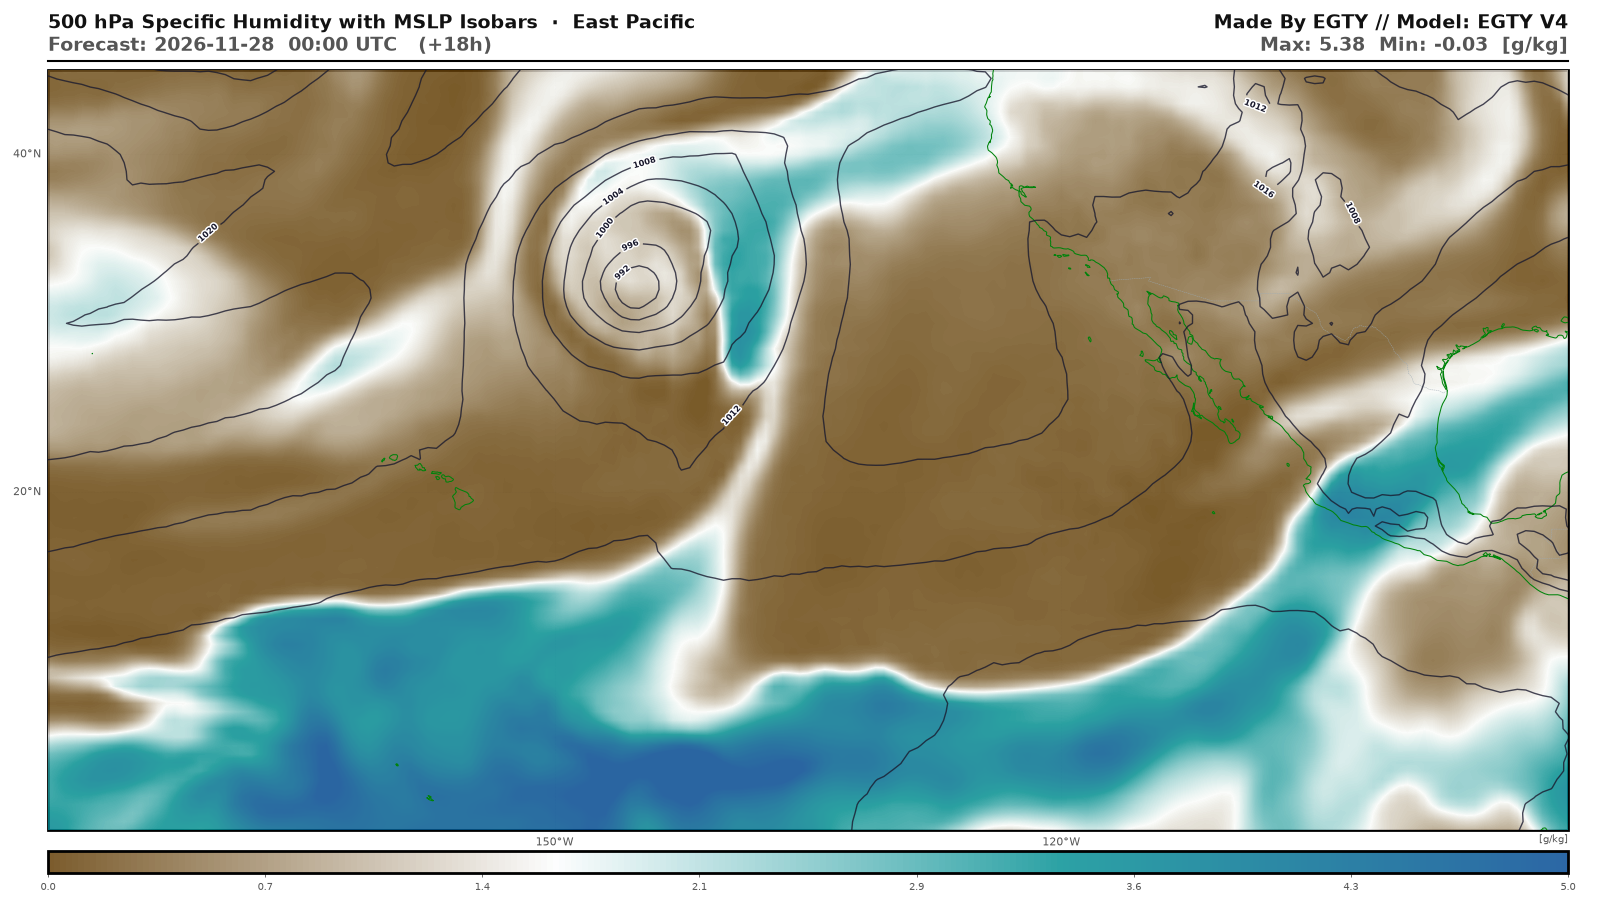 500 hPa Specific Humidity with MSLP Isobars · East Pacific
Made By EGTY // Model: EGTY V4
Forecast: 2026-11-28 00:00 UTC (+18h)
Max: 5.38 Min: -0.03 [g/kg]
1012
40°N
1008
1016
1004
1008
1000
1020
996
992
1012
20°N
150°W
120°W
[g/kg]
0.0
0.7
1.4
2.1
2.9
3.6
4.3
5.0